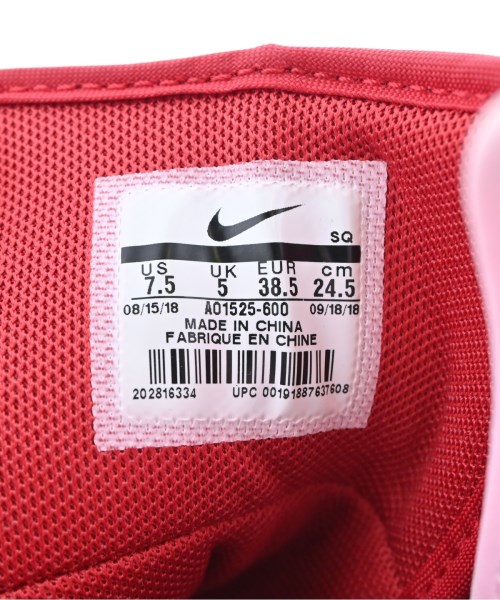 SQ
US UK EUR cm
7.5 5 38.5 24.5
08/15/18 AO1525-600 09/18/18
MADE IN CHINA
FABRIQUE EN CHINE
202816334 UPC 00191887637608